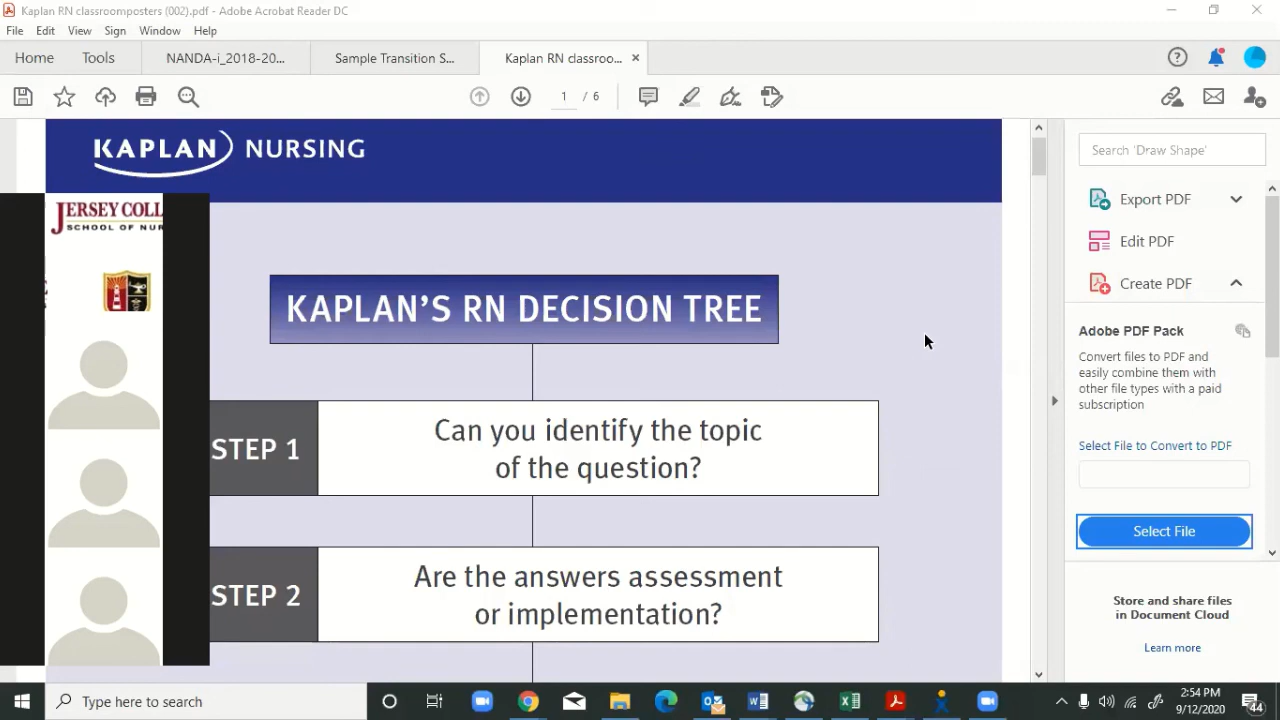 Kaplan RN classroomposters (002).pdf - Adobe Acrobat Reader DC
File Edit View Sign Window Help
Home Tools NANDA-i_2018-20... Sample Transition S... Kaplan RN classroo... ×
1 / 6
KAPLAN NURSING
Search 'Draw Shape'
Export PDF
Edit PDF
Create PDF
Adobe PDF Pack
Convert files to PDF and
easily combine them with
other file types with a paid
subscription
Select File to Convert to PDF
Select File
Store and share files
in Document Cloud
Learn more
JERSEY COLL
SCHOOL OF NUR
KAPLAN'S RN DECISION TREE
STEP 1
Can you identify the topic
of the question?
STEP 2
Are the answers assessment
or implementation?
Type here to search
2:54 PM
9/12/2020
44